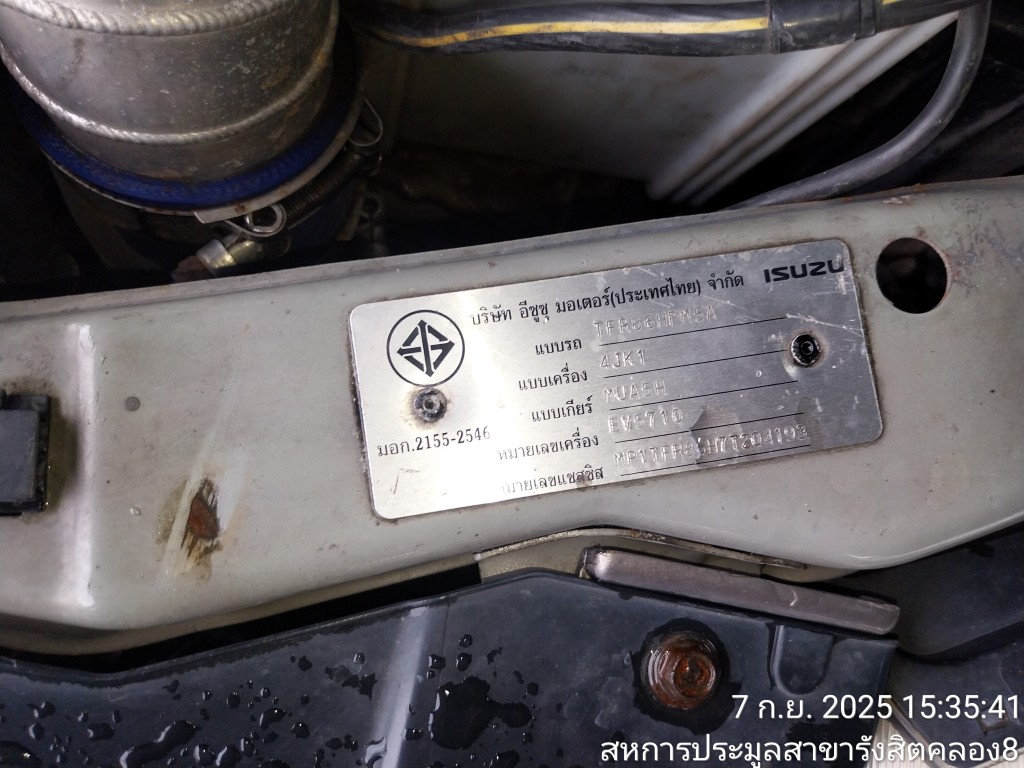 บริษัท อีซูซุ มอเตอร์(ประเทศไทย) จำกัด ISUZU
แบบรถ
แบบเครื่อง 4JK1
แบบเกียร์ MUA5H
หมายเลขเครื่อง
หมายเลขแชสซิส
มอก.2155-2546
7 ก.ย. 2025 15:35:41
สหการประมูลสาขารังสิตคลอง8